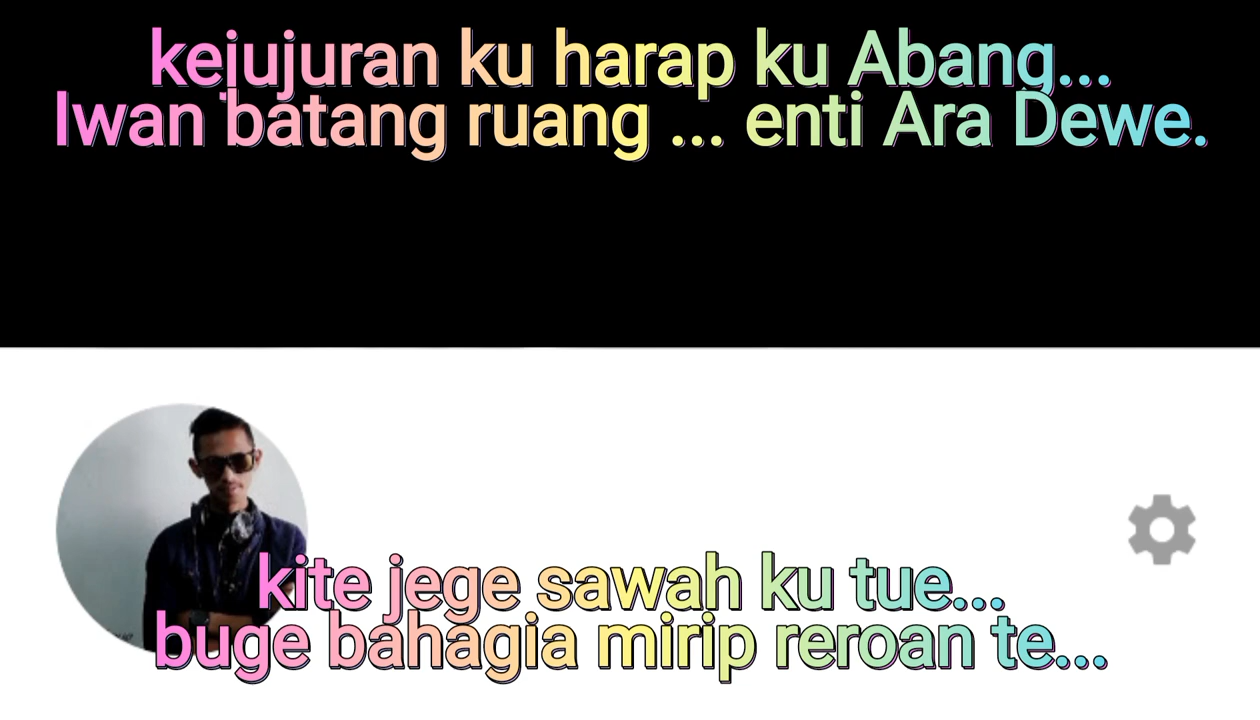 kejujuran ku harap ku Abang...
Iwan batang ruang ... enti Ara Dewe.
kite jege sawah ku tue...
buge bahagia mirip reroan te...